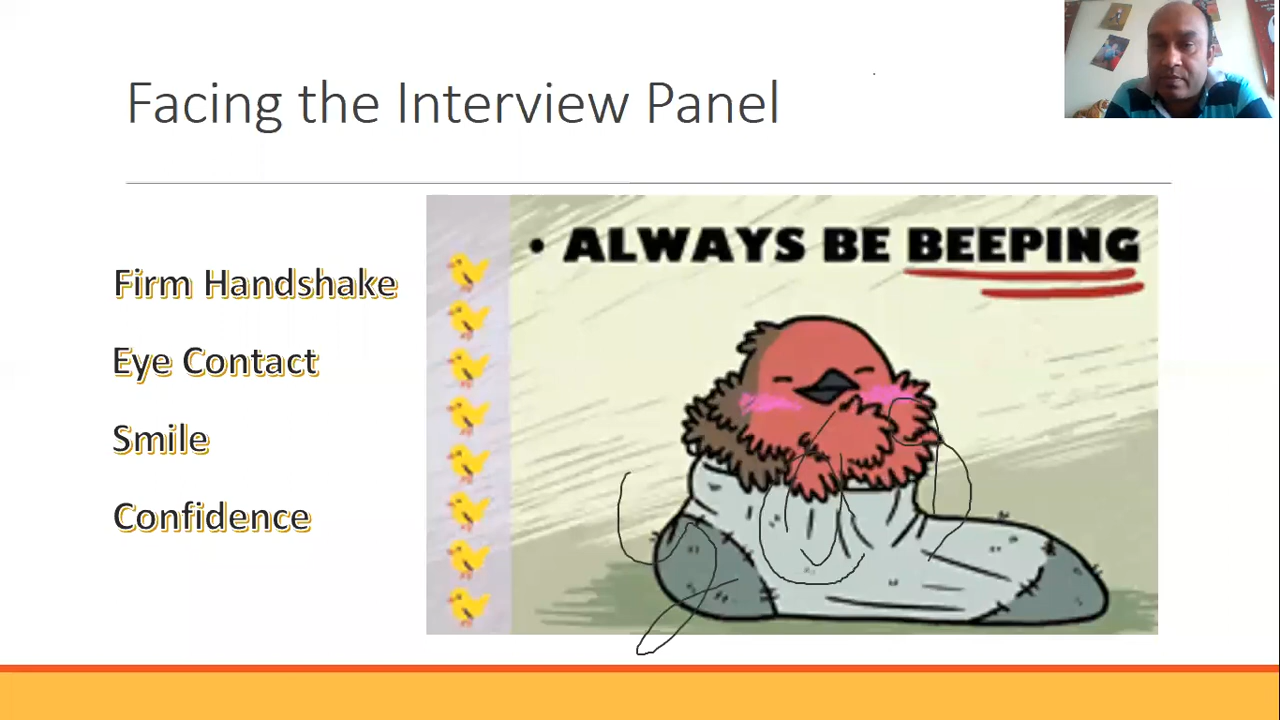 Facing the Interview Panel
Firm Handshake
Eye Contact
Smile
Confidence
• ALWAYS BE BEEPING